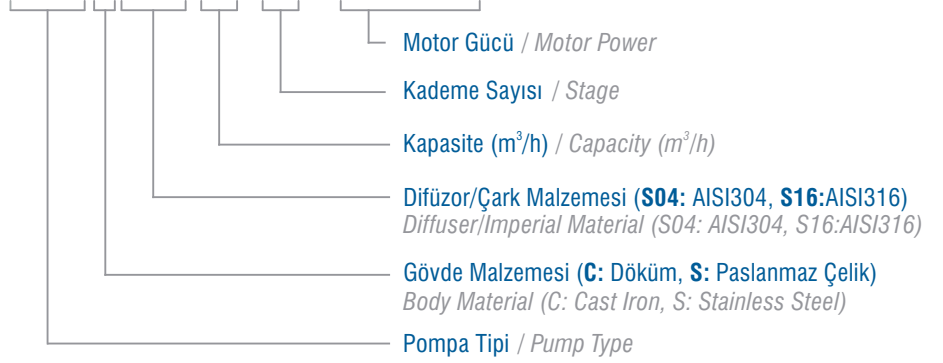 Motor Gücü / Motor Power
Kademe Sayısı / Stage
Kapasite (m³/h) / Capacity (m³/h)
Difüzor/Çark Malzemesi (S04: AISI304, S16:AISI316)
Diffuser/Imperial Material (S04: AISI304, S16:AISI316)
Gövde Malzemesi (C: Döküm, S: Paslanmaz Çelik)
Body Material (C: Cast Iron, S: Stainless Steel)
Pompa Tipi / Pump Type